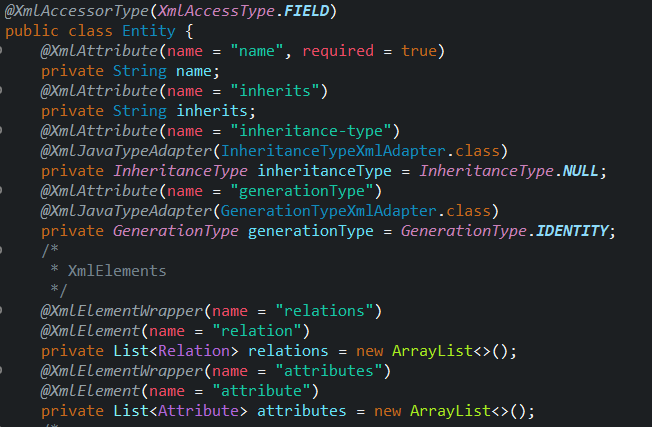 @XmlAccessorType(XmlAccessType.FIELD)
public class Entity {
@XmlAttribute(name = "name", required = true)
private String name;
@XmlAttribute(name = "inherits")
private String inherits;
@XmlAttribute(name = "inheritance-type")
@XmlJavaTypeAdapter(InheritanceTypeXmlAdapter.class)
private InheritanceType inheritanceType = InheritanceType.NULL;
@XmlAttribute(name = "generationType")
@XmlJavaTypeAdapter(GenerationTypeXmlAdapter.class)
private GenerationType generationType = GenerationType.IDENTITY;
/*
* XmlElements
*/
@XmlElementWrapper(name = "relations")
@XmlElement(name = "relation")
private List<Relation> relations = new ArrayList<>();
@XmlElementWrapper(name = "attributes")
@XmlElement(name = "attribute")
private List<Attribute> attributes = new ArrayList<>();
/*